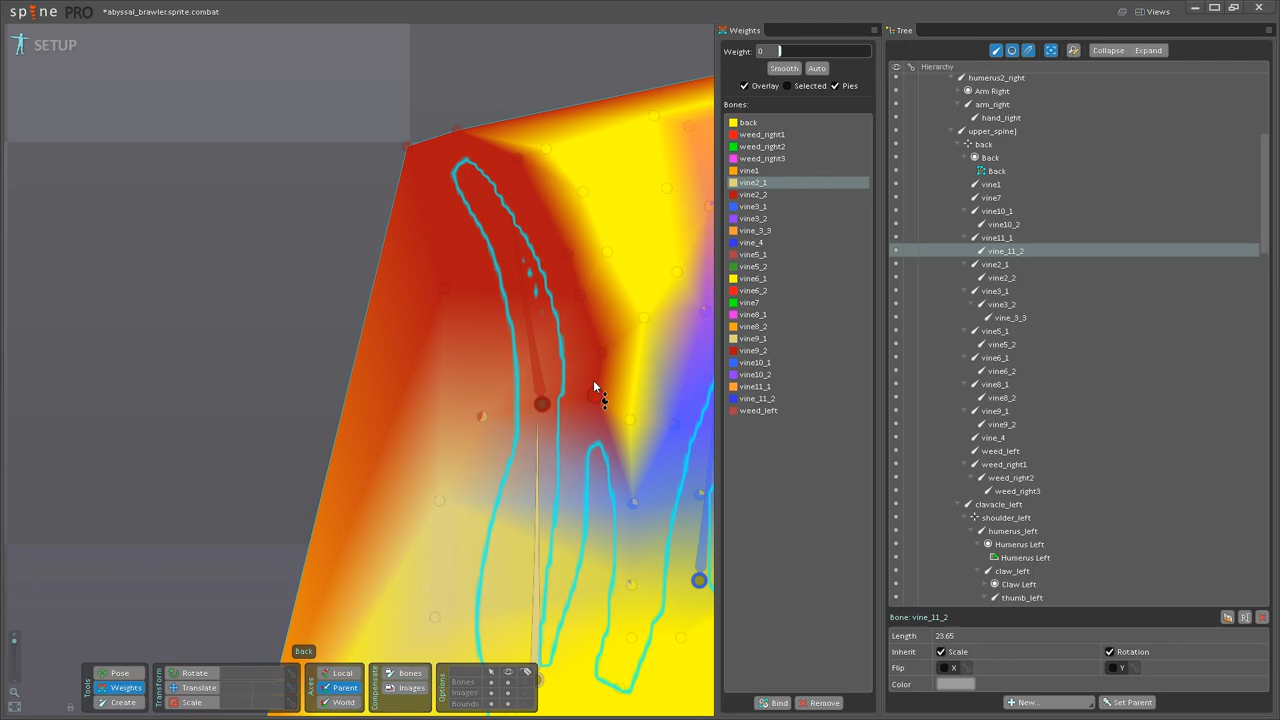 spine PRO *abyssal_brawler.sprite.combat Views
SETUP
Weights
Weight: 0
Smooth Auto
Overlay Selected Pies
Bones:
back
weed_right1
weed_right2
weed_right3
vine1
vine2_1
vine2_2
vine3_1
vine3_2
vine_3_3
vine_4
vine5_1
vine5_2
vine6_1
vine6_2
vine7
vine8_1
vine8_2
vine9_1
vine9_2
vine10_1
vine10_2
vine11_1
vine_11_2
weed_left
Bind Remove
Tree
Collapse Expand
Hierarchy
humerus2_right
Arm Right
arm_right
hand_right
upper_spine]
back
Back
Back
vine1
vine7
vine10_1
vine10_2
vine11_1
vine_11_2
vine2_1
vine2_2
vine3_1
vine3_2
vine_3_3
vine5_1
vine5_2
vine6_1
vine6_2
vine8_1
vine8_2
vine9_1
vine9_2
vine_4
weed_left
weed_right1
weed_right2
weed_right3
clavacle_left
shoulder_left
humerus_left
Humerus Left
Humerus Left
claw_left
Claw Left
thumb_left
Bone: vine_11_2
Length 23.65
Inherit Scale Rotation
Flip X Y
Color
New... Set Parent
Back
Tools
Pose
Weights
Create
Transform
Rotate
Translate
Scale
Axes
Local
Parent
World
Compensate
Bones
Images
Options
Bones
Images
Bounds